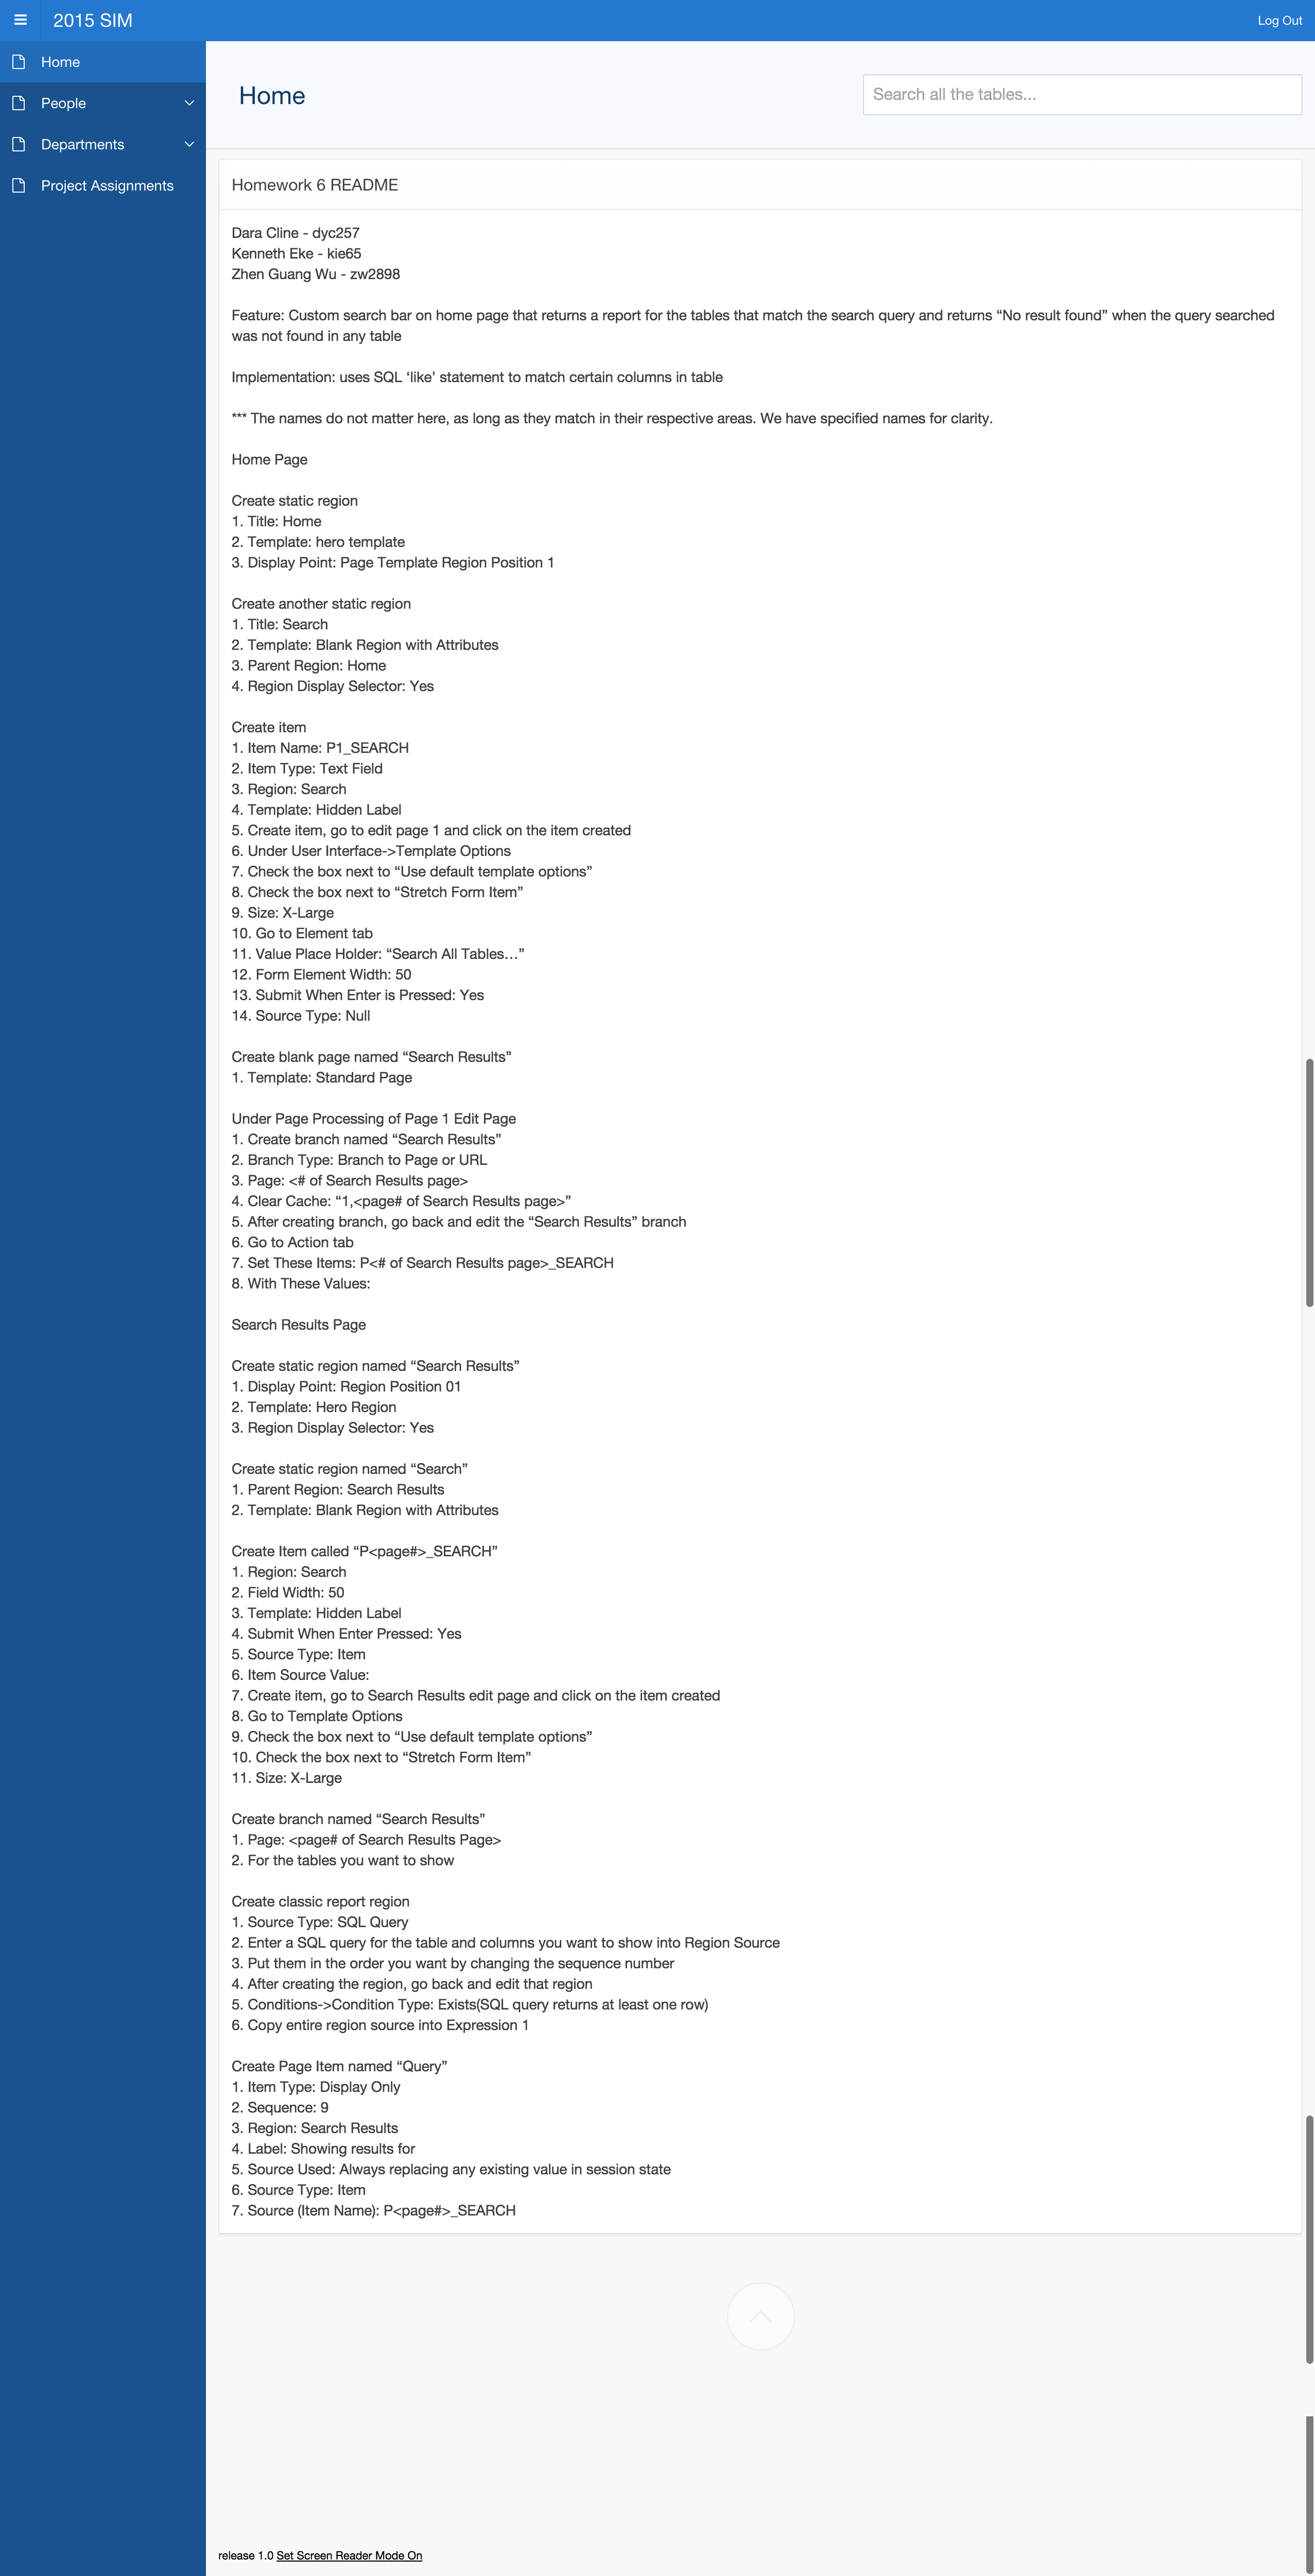 2015 SIM
Log Out
Home
People
Departments
Project Assignments
Home
Search all the tables...
Homework 6 README
Dara Cline - dyc257
Kenneth Eke - kie65
Zhen Guang Wu - zw2898
Feature: Custom search bar on home page that returns a report for the tables that match the search query and returns “No result found” when the query searched
was not found in any table
Implementation: uses SQL ‘like’ statement to match certain columns in table
*** The names do not matter here, as long as they match in their respective areas. We have specified names for clarity.
Home Page
Create static region
1. Title: Home
2. Template: hero template
3. Display Point: Page Template Region Position 1
Create another static region
1. Title: Search
2. Template: Blank Region with Attributes
3. Parent Region: Home
4. Region Display Selector: Yes
Create item
1. Item Name: P1_SEARCH
2. Item Type: Text Field
3. Region: Search
4. Template: Hidden Label
5. Create item, go to edit page 1 and click on the item created
6. Under User Interface->Template Options
7. Check the box next to “Use default template options”
8. Check the box next to “Stretch Form Item”
9. Size: X-Large
10. Go to Element tab
11. Value Place Holder: “Search All Tables…”
12. Form Element Width: 50
13. Submit When Enter is Pressed: Yes
14. Source Type: Null
Create blank page named “Search Results”
1. Template: Standard Page
Under Page Processing of Page 1 Edit Page
1. Create branch named “Search Results”
2. Branch Type: Branch to Page or URL
3. Page: <# of Search Results page>
4. Clear Cache: “1,<page# of Search Results page>”
5. After creating branch, go back and edit the “Search Results” branch
6. Go to Action tab
7. Set These Items: P<# of Search Results page>_SEARCH
8. With These Values:
Search Results Page
Create static region named “Search Results”
1. Display Point: Region Position 01
2. Template: Hero Region
3. Region Display Selector: Yes
Create static region named “Search”
1. Parent Region: Search Results
2. Template: Blank Region with Attributes
Create Item called “P<page#>_SEARCH”
1. Region: Search
2. Field Width: 50
3. Template: Hidden Label
4. Submit When Enter Pressed: Yes
5. Source Type: Item
6. Item Source Value:
7. Create item, go to Search Results edit page and click on the item created
8. Go to Template Options
9. Check the box next to “Use default template options”
10. Check the box next to “Stretch Form Item”
11. Size: X-Large
Create branch named “Search Results”
1. Page: <page# of Search Results Page>
2. For the tables you want to show
Create classic report region
1. Source Type: SQL Query
2. Enter a SQL query for the table and columns you want to show into Region Source
3. Put them in the order you want by changing the sequence number
4. After creating the region, go back and edit that region
5. Conditions->Condition Type: Exists(SQL query returns at least one row)
6. Copy entire region source into Expression 1
Create Page Item named “Query”
1. Item Type: Display Only
2. Sequence: 9
3. Region: Search Results
4. Label: Showing results for
5. Source Used: Always replacing any existing value in session state
6. Source Type: Item
7. Source (Item Name): P<page#>_SEARCH
release 1.0 Set Screen Reader Mode On